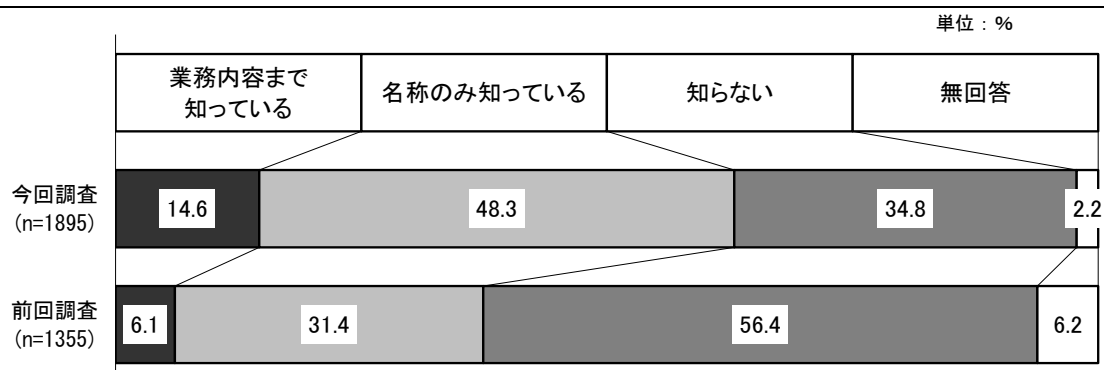 単位：%
業務内容まで
知っている
名称のみ知っている
知らない
無回答
今回調査
(n=1895)
14.6
48.3
34.8
2.2
前回調査
(n=1355)
6.1
31.4
56.4
6.2